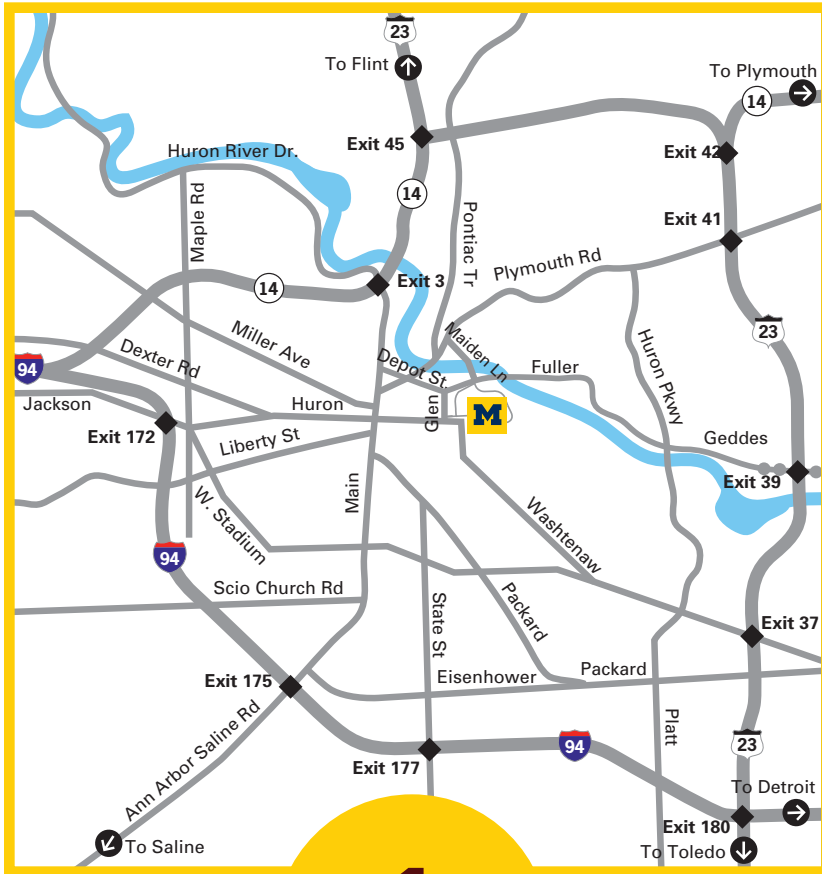 23
To Flint
To Plymouth
14
Exit 45
Exit 42
Huron River Dr.
14
Maple Rd
Pontiac Tr
Exit 41
Plymouth Rd
Exit 3
14
23
Miller Ave
Maiden Ln
Huron Pkwy
94
Dexter Rd
Depot St.
Fuller
Jackson
Huron
Glen
M
Exit 172
Liberty St
Geddes
Exit 39
Main
W. Stadium
Washtenaw
94
Scio Church Rd
State St
Packard
Exit 37
Exit 175
Eisenhower
Packard
Ann Arbor Saline Rd
Platt
Exit 177
94
23
To Detroit
Exit 180
To Saline
To Toledo